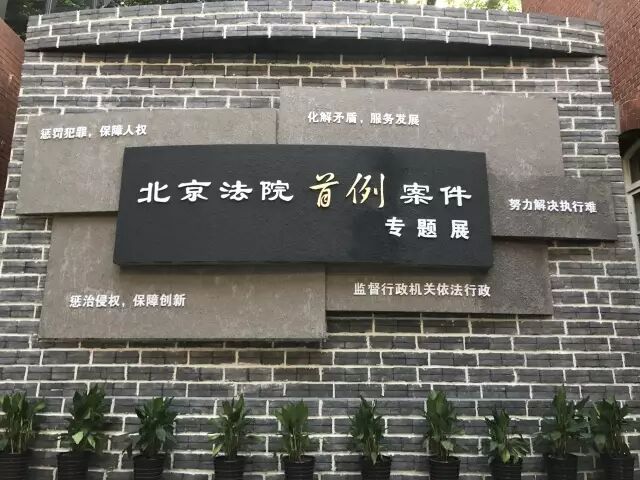 惩罚犯罪，保障人权
化解矛盾，服务发展
北京法院首例案件
专题展
努力解决执行难
惩治侵权，保障创新
监督行政机关依法行政